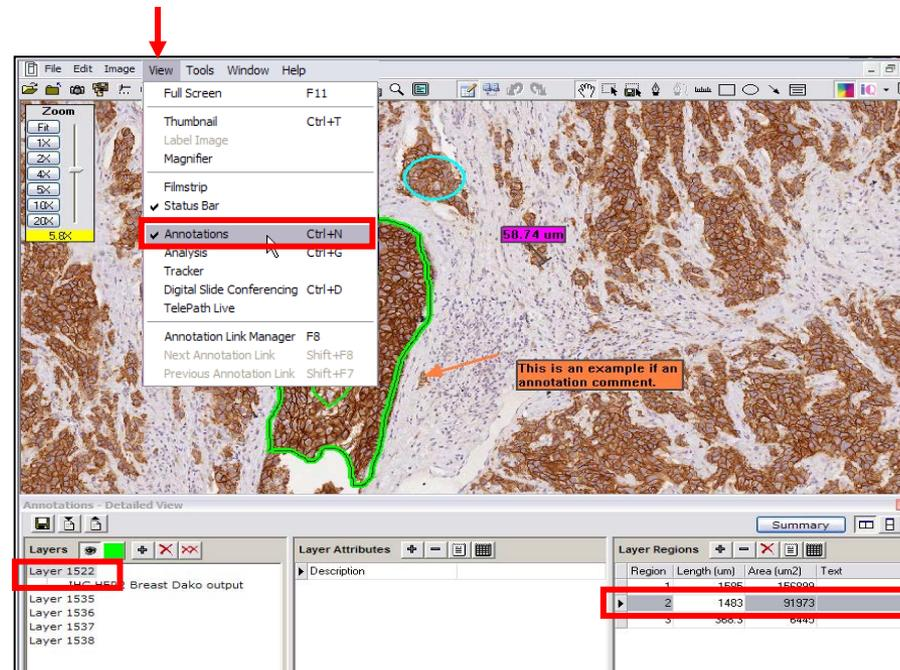 File Edit Image View Tools Window Help
Zoom
Fit
1X
2X
4X
5X
10X
20X
5.8X
Full Screen F11
Thumbnail Ctrl+T
Label Image
Magnifier
Filmstrip
Status Bar
Annotations Ctrl+N
Analysis Ctrl+G
Tracker
Digital Slide Conferencing Ctrl+D
TelePath Live
Annotation Link Manager F8
Next Annotation Link Shift+F8
Previous Annotation Link Shift+F7
iQ
58.74 um
This is an example if an
annotation comment.
Annotations - Detailed View
Summary
Layers
Layer 1522
IHC HER2 Breast Dako output
Layer 1535
Layer 1536
Layer 1537
Layer 1538
Layer Attributes
Description
Layer Regions
Region Length (um) Area (um2) Text
1 1585 156899
2 1483 91973
3 368.3 6445